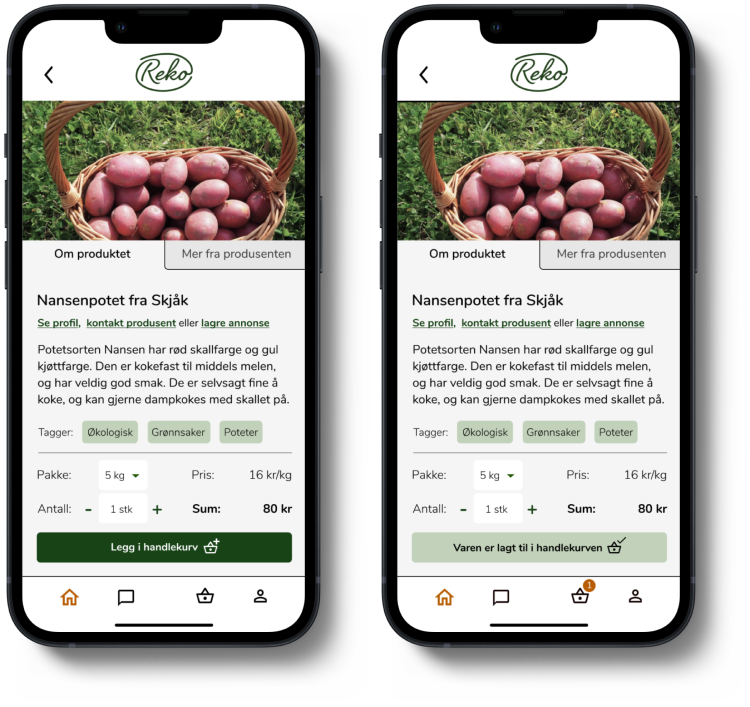 Reko
Om produktet Mer fra produsenten
Nansenpotet fra Skjåk
Se profil, kontakt produsent eller lagre annonse
Potetsorten Nansen har rød skallfarge og gul
kjøttfarge. Den er kokefast til middels melen,
og har veldig god smak. De er selvsagt fine å
koke, og kan gjerne dampkokes med skallet på.
Tagger: Økologisk Grønnsaker Poteter
Pakke: 5 kg Pris: 16 kr/kg
Antall: - 1 stk + Sum: 80 kr
Legg i handlekurv
Reko
Om produktet Mer fra produsenten
Nansenpotet fra Skjåk
Se profil, kontakt produsent eller lagre annonse
Potetsorten Nansen har rød skallfarge og gul
kjøttfarge. Den er kokefast til middels melen,
og har veldig god smak. De er selvsagt fine å
koke, og kan gjerne dampkokes med skallet på.
Tagger: Økologisk Grønnsaker Poteter
Pakke: 5 kg Pris: 16 kr/kg
Antall: - 1 stk + Sum: 80 kr
Varen er lagt til i handlekurven
1